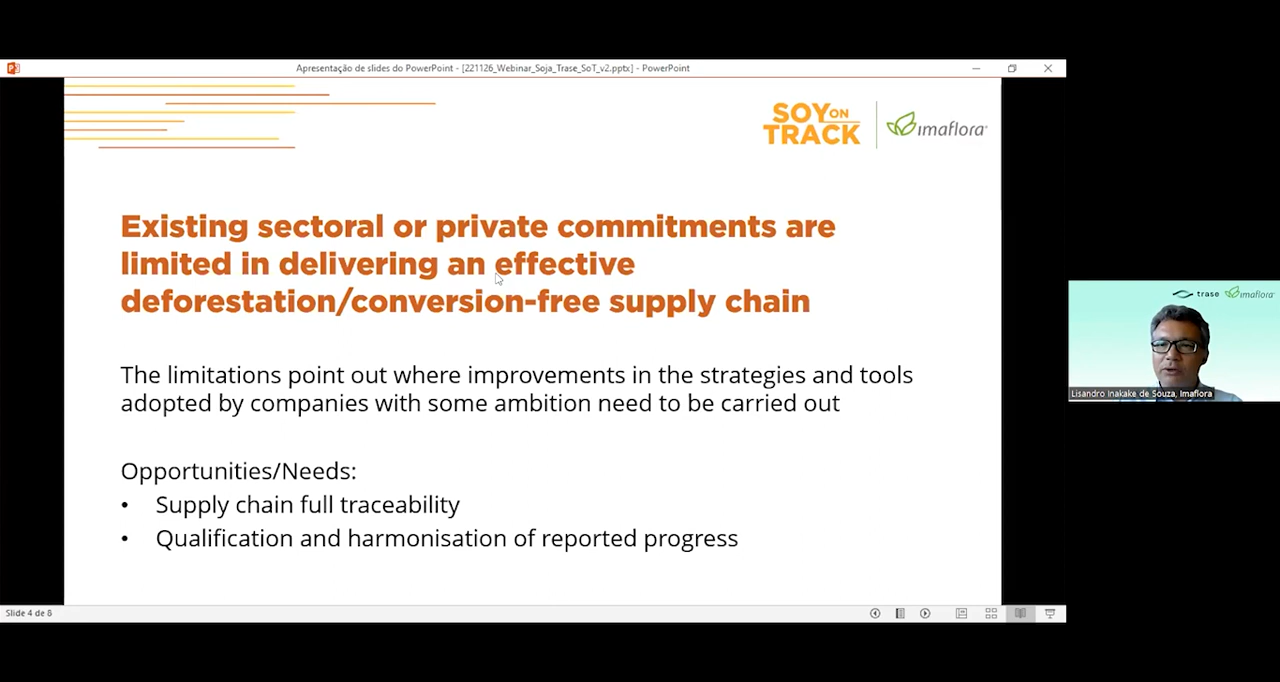 Apresentação de slides do PowerPoint - [221126_Webinar_Soja_Trase_SoT_v2.pptx] - PowerPoint
SOY ON
TRACK
imaflora
Existing sectoral or private commitments are
limited in delivering an effective
deforestation/conversion-free supply chain
The limitations point out where improvements in the strategies and tools
adopted by companies with some ambition need to be carried out
Opportunities/Needs:
• Supply chain full traceability
• Qualification and harmonisation of reported progress
Slide 4 de 8
trase imaflora
Lisandro Inakake de Souza, Imaflora